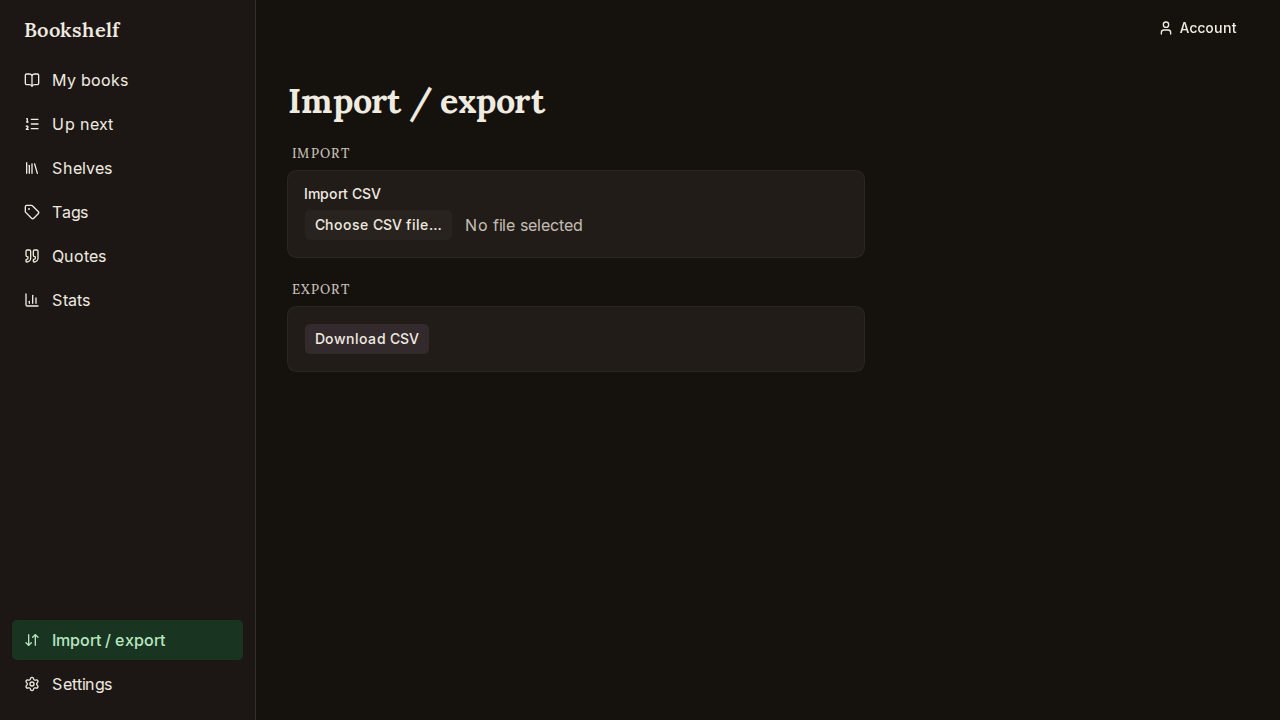 Bookshelf
My books
Up next
Shelves
Tags
Quotes
Stats
Import / export
Settings
Account
Import / export
IMPORT
Import CSV
Choose CSV file...
No file selected
EXPORT
Download CSV